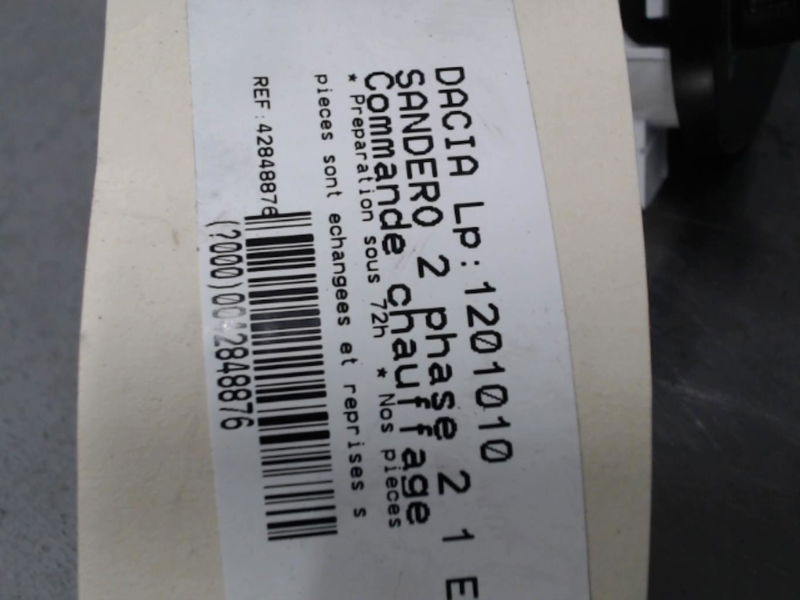 DACIA Lp:1201010
SANDERO 2 phase 2 1 E
Commande chauffage
* Preparation sous 72h * Nos pieces
pieces sont echangees et reprises s
REF:42848876
(?000)0042848876